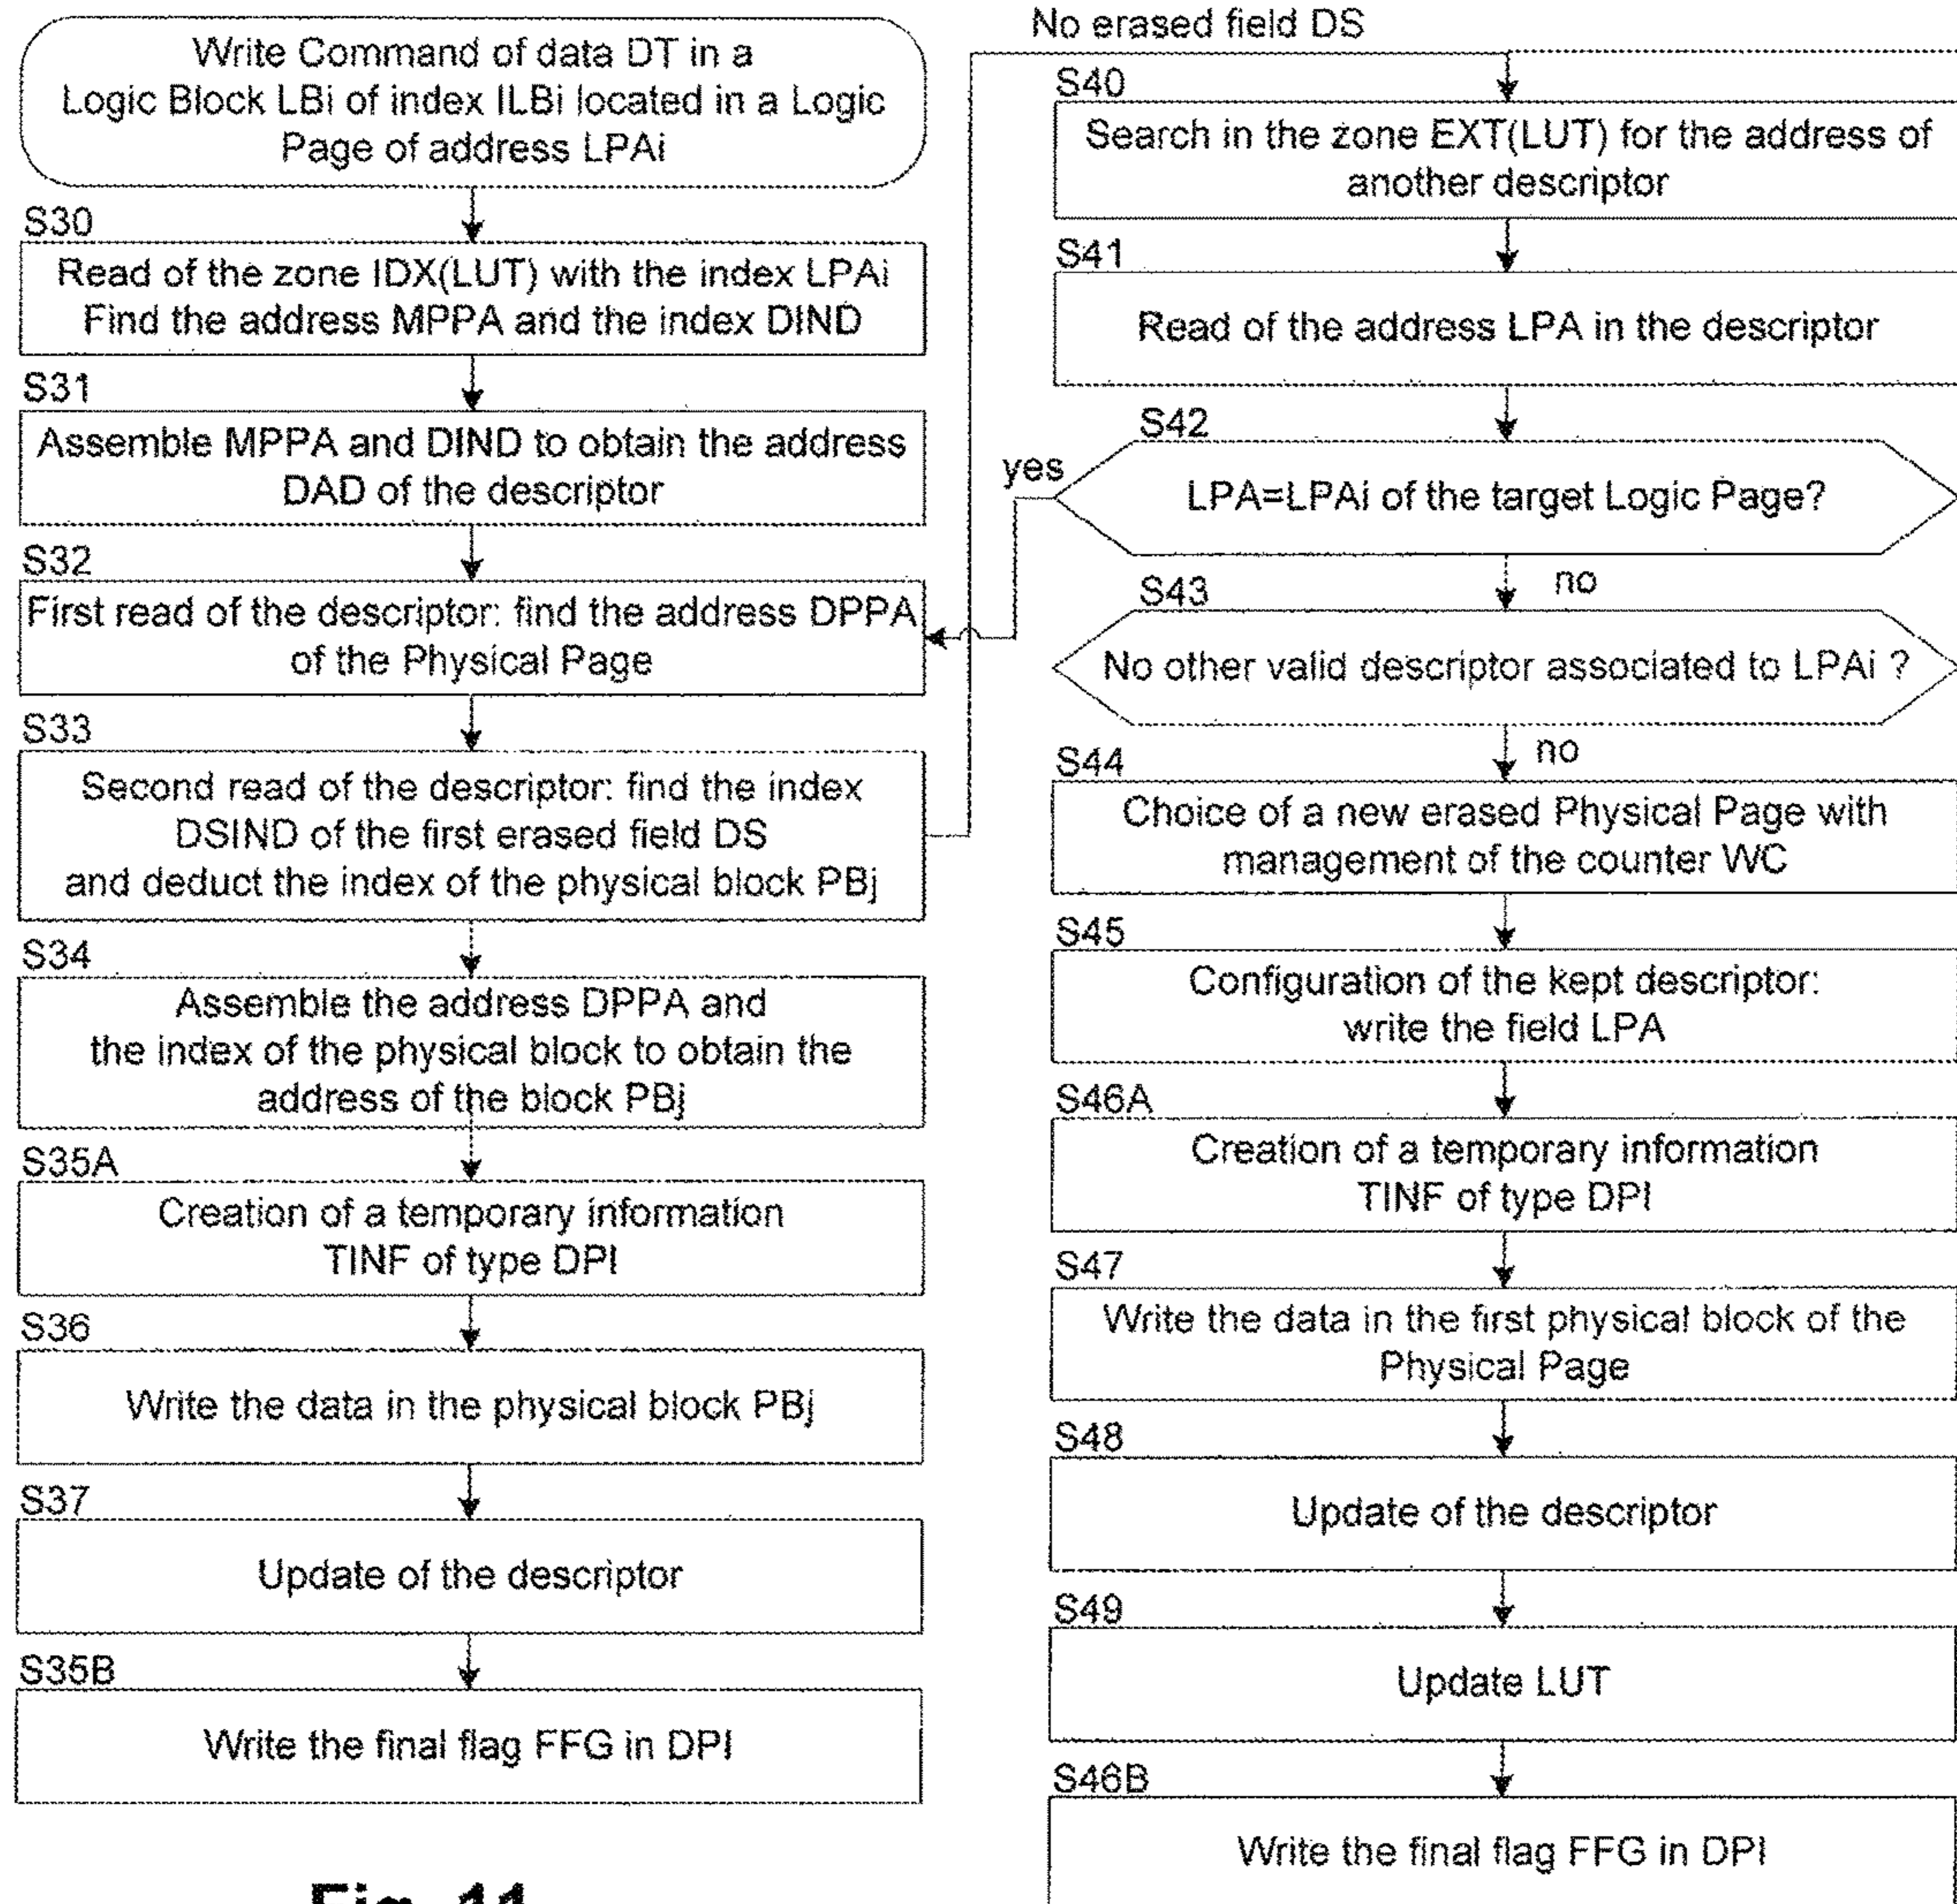 Write Command of data DT in a
Logic Block LBi of index ILBi located in a Logic
Page of address LPAi
S30
Read of the zone IDX(LUT) with the index LPAi
Find the address MPPA and the index DIND
S31
Assemble MPPA and DIND to obtain the address
DAD of the descriptor
S32
First read of the descriptor: find the address DPPA
of the Physical Page
S33
Second read of the descriptor: find the index
DSIND of the first erased field DS
and deduct the index of the physical block PBj
S34
Assemble the address DPPA and
the index of the physical block to obtain the
address of the block PBj
S35A
Creation of a temporary information
TINF of type DPI
S36
Write the data in the physical block PBj
S37
Update of the descriptor
S35B
Write the final flag FFG in DPI
No erased field DS
S40
Search in the zone EXT(LUT) for the address of
another descriptor
S41
Read of the address LPA in the descriptor
S42
yes
LPA=LPAi of the target Logic Page?
no
S43
No other valid descriptor associated to LPAi ?
no
S44
Choice of a new erased Physical Page with
management of the counter WC
S45
Configuration of the kept descriptor:
write the field LPA
S46A
Creation of a temporary information
TINF of type DPI
S47
Write the data in the first physical block of the
Physical Page
S48
Update of the descriptor
S49
Update LUT
S46B
Write the final flag FFG in DPI